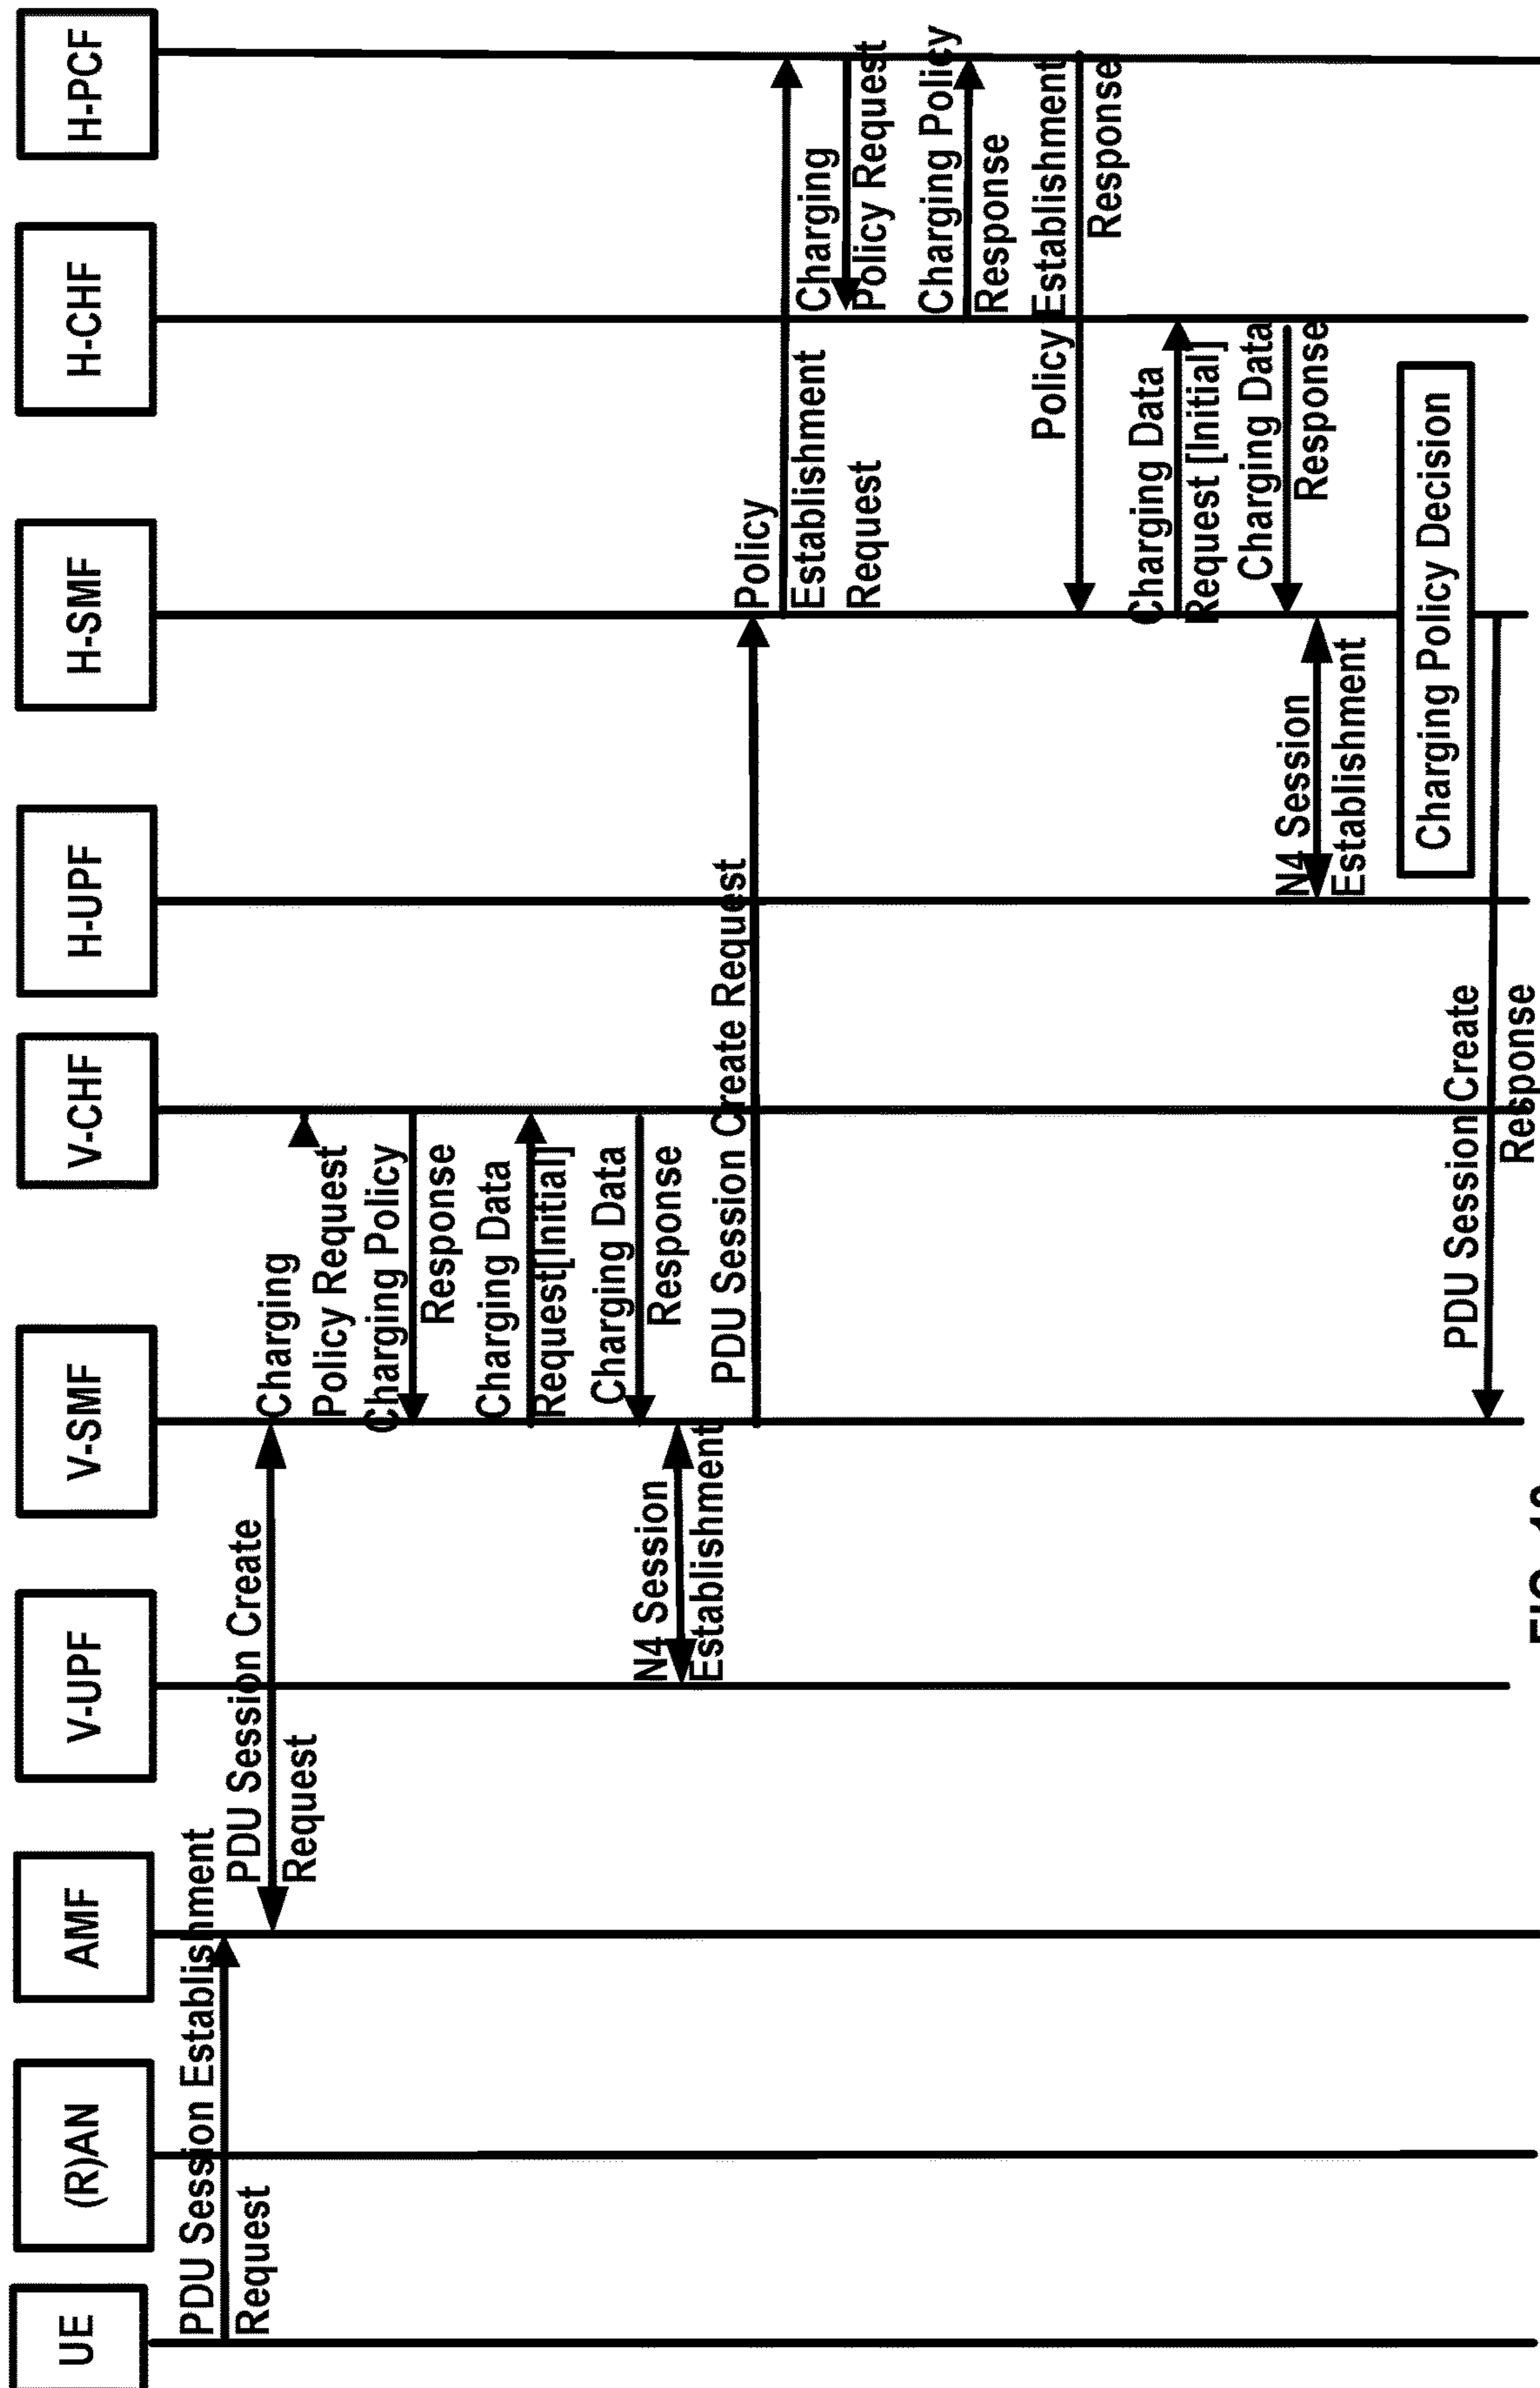 UE
(R)AN
AMF
V-UPF
V-SMF
V-CHF
H-UPF
H-SMF
H-CHF
H-PCF
PDU Session Establishment
Request
PDU Session Create
Request
Charging
Policy Request
Charging Policy
Response
Charging Data
Request[Initial]
Charging Data
Response
N4 Session
Establishment
PDU Session Create Request
Policy
Establishment
Request
Charging
Policy Request
Charging Policy
Response
Policy Establishment
Response
Charging Data
Request [Initial]
Charging Data
Response
N4 Session
Establishment
Charging Policy Decision
PDU Session Create
Response